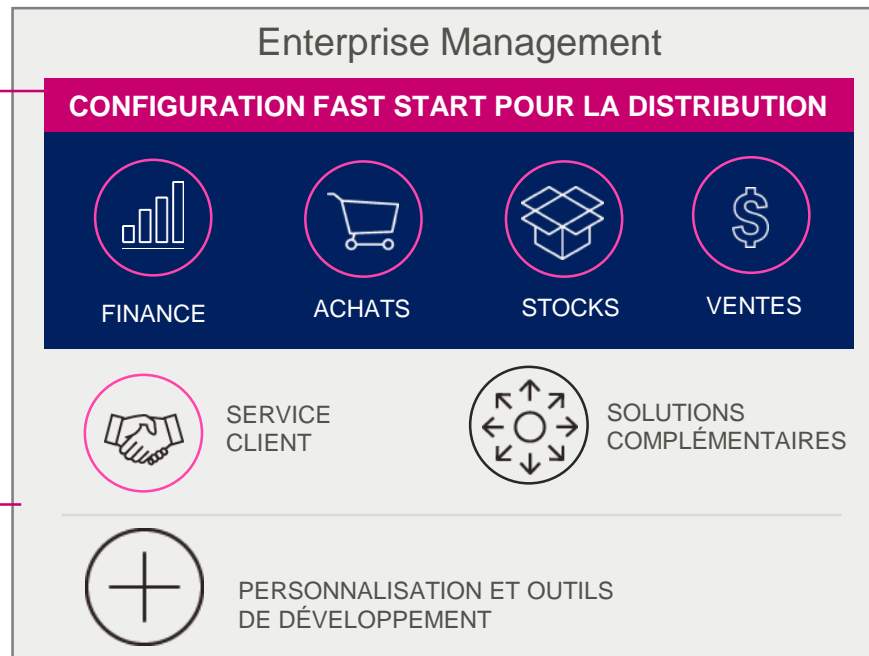 Enterprise Management
CONFIGURATION FAST START POUR LA DISTRIBUTION
FINANCE
ACHATS
STOCKS
VENTES
SERVICE
CLIENT
SOLUTIONS
COMPLÉMENTAIRES
PERSONNALISATION ET OUTILS
DE DÉVELOPPEMENT